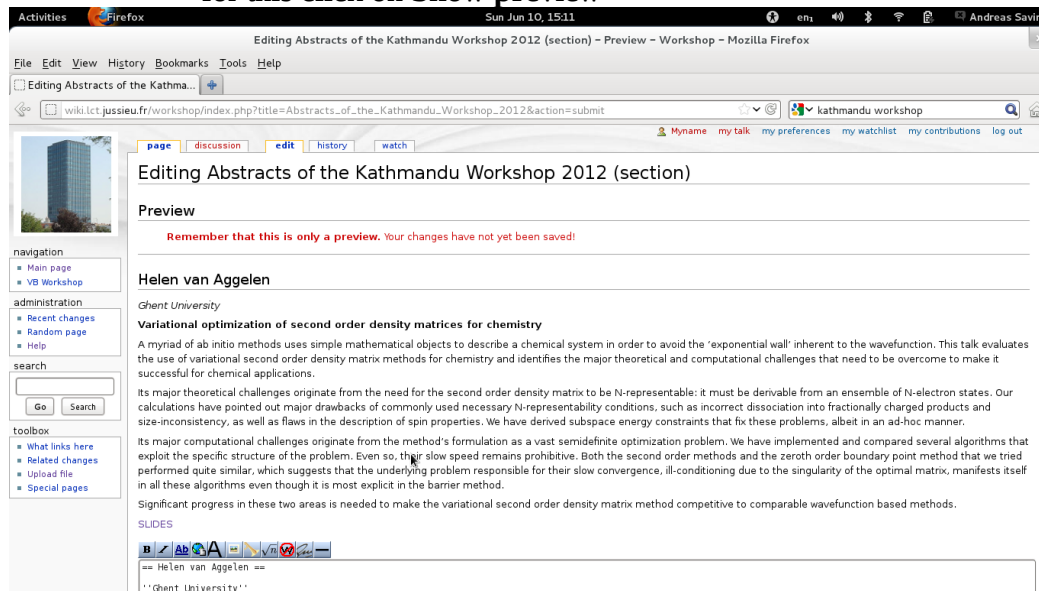 for this click on Show preview
Activities Firefox Sun Jun 10, 15:11 en₁ Andreas Savin
Editing Abstracts of the Kathmandu Workshop 2012 (section) – Preview – Workshop – Mozilla Firefox
File Edit View History Bookmarks Tools Help
Editing Abstracts of the Kathma...
wiki.lct.jussieu.fr/workshop/index.php?title=Abstracts_of_the_Kathmandu_Workshop_2012&action=submit kathmandu workshop
Myname my talk my preferences my watchlist my contributions log out
page discussion edit history watch
Editing Abstracts of the Kathmandu Workshop 2012 (section)
Preview
Remember that this is only a preview. Your changes have not yet been saved!
navigation
Main page
VB Workshop
administration
Recent changes
Random page
Help
search
Go Search
toolbox
What links here
Related changes
Upload file
Special pages
Helen van Aggelen
Ghent University
Variational optimization of second order density matrices for chemistry
A myriad of ab initio methods uses simple mathematical objects to describe a chemical system in order to avoid the 'exponential wall' inherent to the wavefunction. This talk evaluates
the use of variational second order density matrix methods for chemistry and identifies the major theoretical and computational challenges that need to be overcome to make it
successful for chemical applications.
Its major theoretical challenges originate from the need for the second order density matrix to be N-representable: it must be derivable from an ensemble of N-electron states. Our
calculations have pointed out major drawbacks of commonly used necessary N-representability conditions, such as incorrect dissociation into fractionally charged products and
size-inconsistency, as well as flaws in the description of spin properties. We have derived subspace energy constraints that fix these problems, albeit in an ad-hoc manner.
Its major computational challenges originate from the method's formulation as a vast semidefinite optimization problem. We have implemented and compared several algorithms that
exploit the specific structure of the problem. Even so, their slow speed remains prohibitive. Both the second order methods and the zeroth order boundary point method that we tried
performed quite similar, which suggests that the underlying problem responsible for their slow convergence, ill-conditioning due to the singularity of the optimal matrix, manifests itself
in all these algorithms even though it is most explicit in the barrier method.
Significant progress in these two areas is needed to make the variational second order density matrix method competitive to comparable wavefunction based methods.
SLIDES
B I Ab A √n W
== Helen van Aggelen ==
''Ghent University''